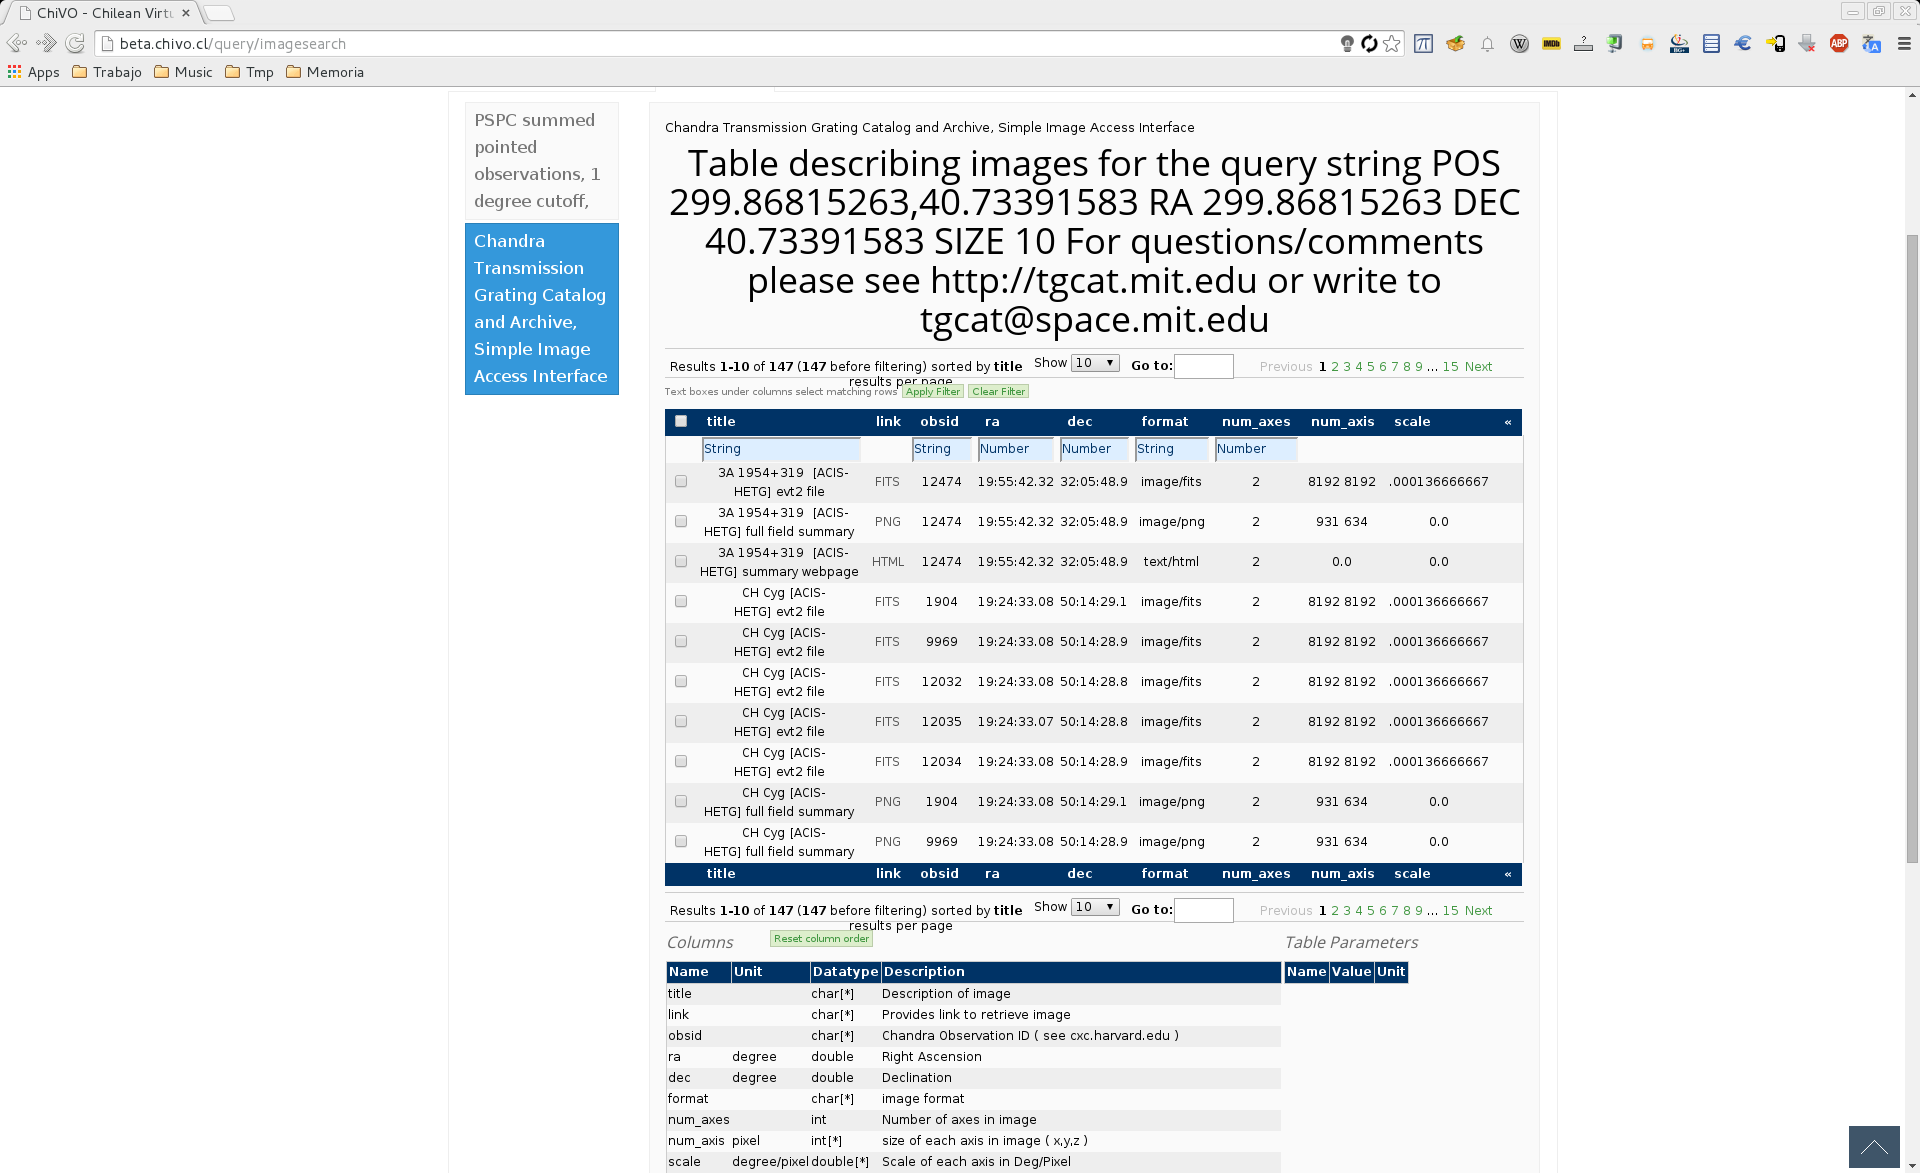 ChiVO - Chilean Virtu
beta.chivo.cl/query/imagesearch
Apps Trabajo Music Tmp Memoria
PSPC summed
pointed
observations, 1
degree cutoff,
Chandra
Transmission
Grating Catalog
and Archive,
Simple Image
Access Interface
Chandra Transmission Grating Catalog and Archive, Simple Image Access Interface
Table describing images for the query string POS
299.86815263,40.73391583 RA 299.86815263 DEC
40.73391583 SIZE 10 For questions/comments
please see http://tgcat.mit.edu or write to
tgcat@space.mit.edu
Results 1-10 of 147 (147 before filtering) sorted by title Show 10 results per page Go to: Previous 1 2 3 4 5 6 7 8 9 ... 15 Next
Text boxes under columns select matching rows Apply Filter Clear Filter
title link obsid ra dec format num_axes num_axis scale «
String String Number Number String Number
3A 1954+319 [ACIS-
HETG] evt2 file FITS 12474 19:55:42.32 32:05:48.9 image/fits 2 8192 8192 .000136666667
3A 1954+319 [ACIS-
HETG] full field summary PNG 12474 19:55:42.32 32:05:48.9 image/png 2 931 634 0.0
3A 1954+319 [ACIS-
HETG] summary webpage HTML 12474 19:55:42.32 32:05:48.9 text/html 2 0.0 0.0
CH Cyg [ACIS-
HETG] evt2 file FITS 1904 19:24:33.08 50:14:29.1 image/fits 2 8192 8192 .000136666667
CH Cyg [ACIS-
HETG] evt2 file FITS 9969 19:24:33.08 50:14:28.9 image/fits 2 8192 8192 .000136666667
CH Cyg [ACIS-
HETG] evt2 file FITS 12032 19:24:33.08 50:14:28.8 image/fits 2 8192 8192 .000136666667
CH Cyg [ACIS-
HETG] evt2 file FITS 12035 19:24:33.07 50:14:28.8 image/fits 2 8192 8192 .000136666667
CH Cyg [ACIS-
HETG] evt2 file FITS 12034 19:24:33.08 50:14:28.9 image/fits 2 8192 8192 .000136666667
CH Cyg [ACIS-
HETG] full field summary PNG 1904 19:24:33.08 50:14:29.1 image/png 2 931 634 0.0
CH Cyg [ACIS-
HETG] full field summary PNG 9969 19:24:33.08 50:14:28.9 image/png 2 931 634 0.0
title link obsid ra dec format num_axes num_axis scale «
Results 1-10 of 147 (147 before filtering) sorted by title Show 10 results per page Go to: Previous 1 2 3 4 5 6 7 8 9 ... 15 Next
Columns Reset column order Table Parameters
Name Unit Datatype Description Name Value Unit
title char[*] Description of image
link char[*] Provides link to retrieve image
obsid char[*] Chandra Observation ID ( see cxc.harvard.edu )
ra degree double Right Ascension
dec degree double Declination
format char[*] image format
num_axes int Number of axes in image
num_axis pixel int[*] size of each axis in image ( x,y,z )
scale degree/pixel double[*] Scale of each axis in Deg/Pixel